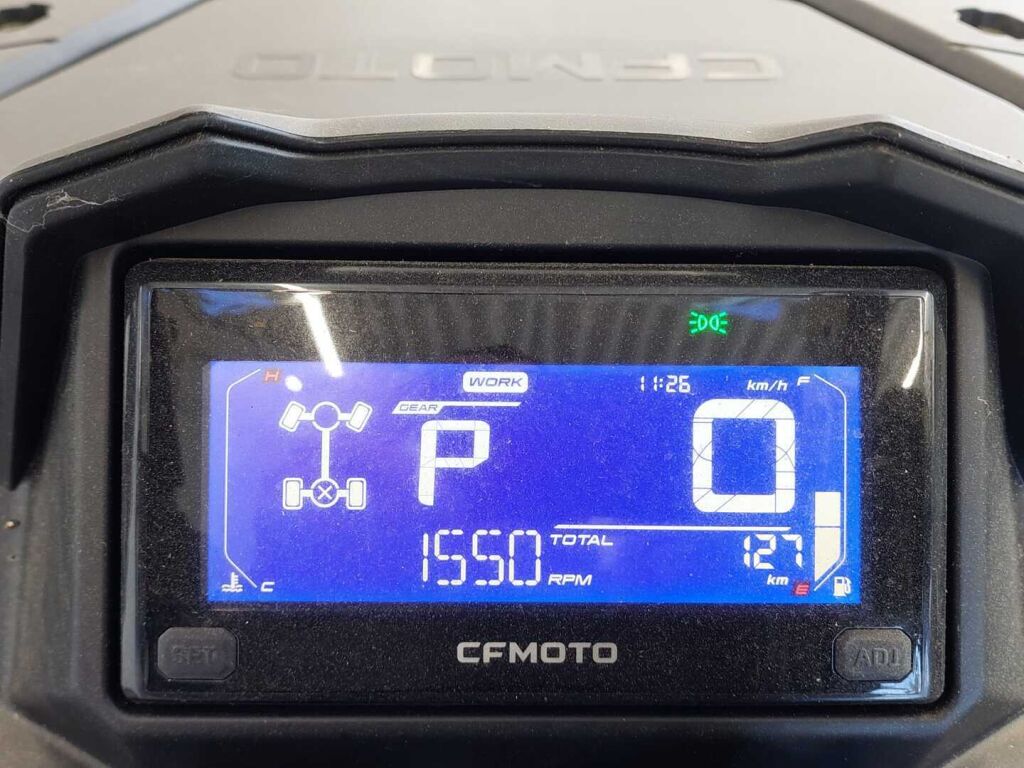 CFMOTO
H WORK 11:26 km/h F
GEAR
P 0
1550 RPM TOTAL 127
km E
C
SET CFMOTO ADJ